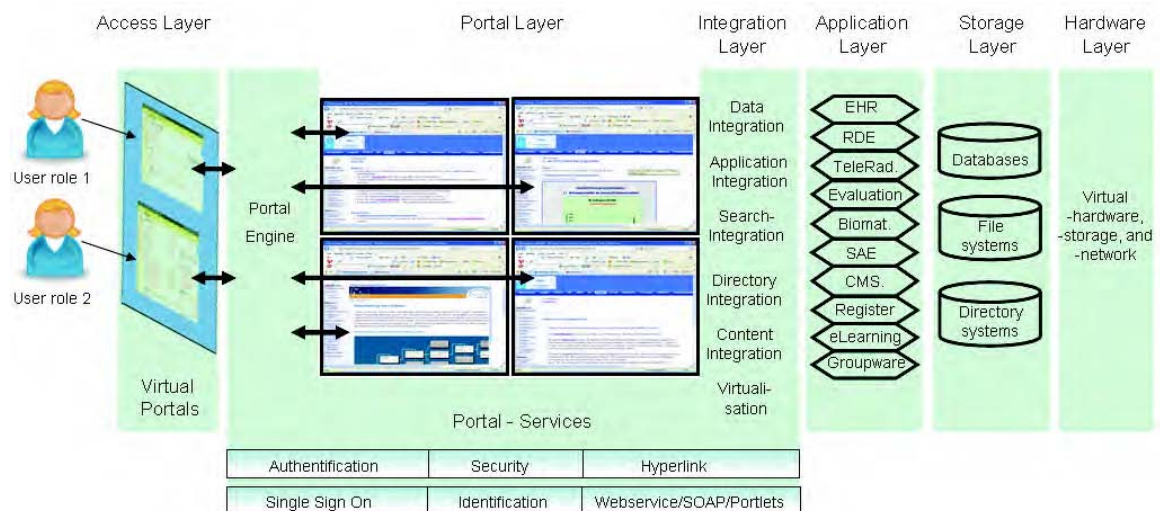 Access Layer
Portal Layer
Integration
Layer
Application
Layer
Storage
Layer
Hardware
Layer
User role 1
User role 2
Virtual
Portals
Portal
Engine
Portal - Services
Data
Integration
Application
Integration
Search-
Integration
Directory
Integration
Content
Integration
Virtuali-
sation
EHR
RDE
TeleRad.
Evaluation
Biomat.
SAE
CMS.
Register
eLearning
Groupware
Databases
File
systems
Directory
systems
Virtual
-hardware,
-storage, and
-network
Authentification
Security
Hyperlink
Single Sign On
Identification
Webservice/SOAP/Portlets